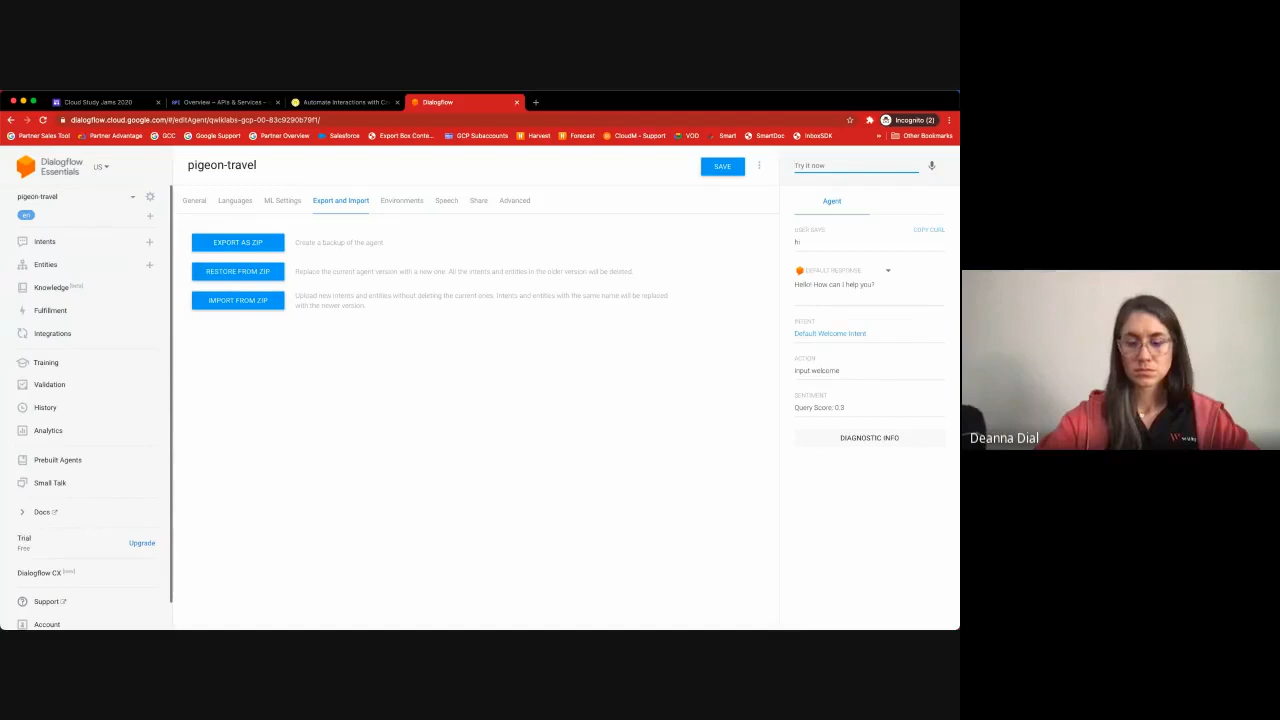 Cloud Study Jams 2020
Overview – APIs & Services -
Automate Interactions with C
Dialogflow
dialogflow.cloud.google.com/#/editAgent/qwiklabs-gcp-00-83c9290b79f1/
Incognito (2)
Partner Sales Tool
Partner Advantage
GCC
Google Support
Partner Overview
Salesforce
Export Box Conte...
GCP Subaccounts
Harvest
Forecast
CloudM - Support
VOD
Smart
SmartDoc
InboxSDK
Other Bookmarks
Dialogflow
Essentials
US
pigeon-travel
en
Intents
Entities
Knowledge [beta]
Fulfillment
Integrations
Training
Validation
History
Analytics
Prebuilt Agents
Small Talk
Docs
Trial
Free
Upgrade
Dialogflow CX
Support
Account
pigeon-travel
SAVE
General
Languages
ML Settings
Export and Import
Environments
Speech
Share
Advanced
EXPORT AS ZIP
Create a backup of the agent
RESTORE FROM ZIP
Replace the current agent version with a new one. All the intents and entities in the older version will be deleted.
IMPORT FROM ZIP
Upload new intents and entities without deleting the current ones. Intents and entities with the same name will be replaced
with the newer version.
Try it now
Agent
USER SAYS
COPY CURL
hi
DEFAULT RESPONSE
Hello! How can I help you?
INTENT
Default Welcome Intent
ACTION
input.welcome
SENTIMENT
Query Score: 0.3
DIAGNOSTIC INFO
Deanna Dial